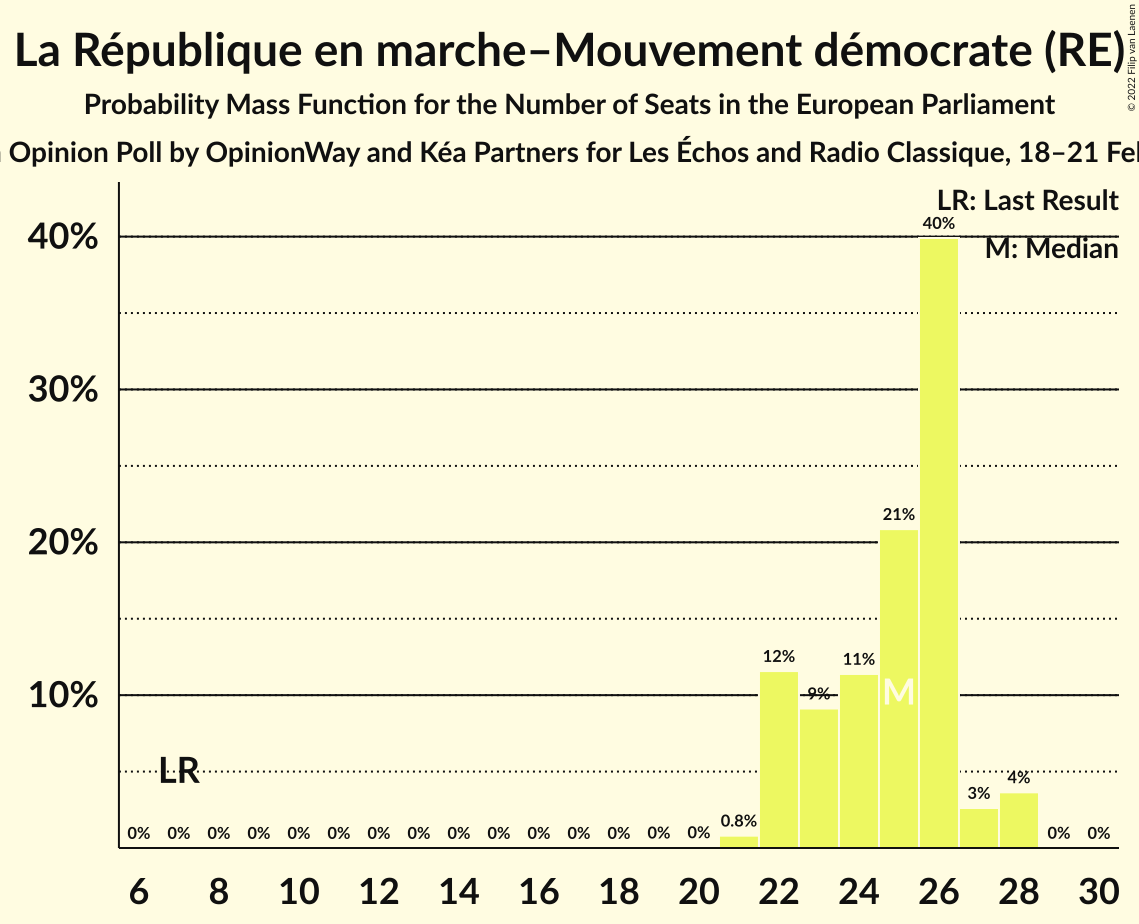 La République en marche–Mouvement démocrate (RE)
© 2022 Filip van Laenen
Probability Mass Function for the Number of Seats in the European Parliament
Opinion Poll by OpinionWay and Kéa Partners for Les Échos and Radio Classique, 18–21
LR: Last Result
M: Median
40%
30%
20%
10%
40%
21%
12%
9%
11%
M
LR
0% 0% 0% 0% 0% 0% 0% 0% 0% 0% 0% 0% 0% 0% 0% 0.8% 3% 4% 0% 0%
6 8 10 12 14 16 18 20 22 24 26 28 30